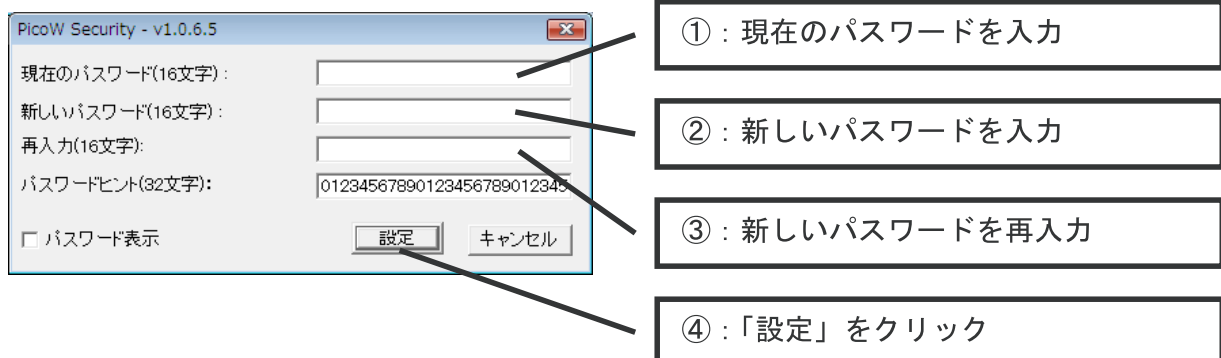 PicoW Security - v1.0.6.5
現在のパスワード(16文字) :
新しいパスワード(16文字) :
再入力(16文字):
パスワードヒント(32文字):
01234567890123456789012345
パスワード表示
設定
キャンセル
①：現在のパスワードを入力
②：新しいパスワードを入力
③：新しいパスワードを再入力
④：「設定」をクリック